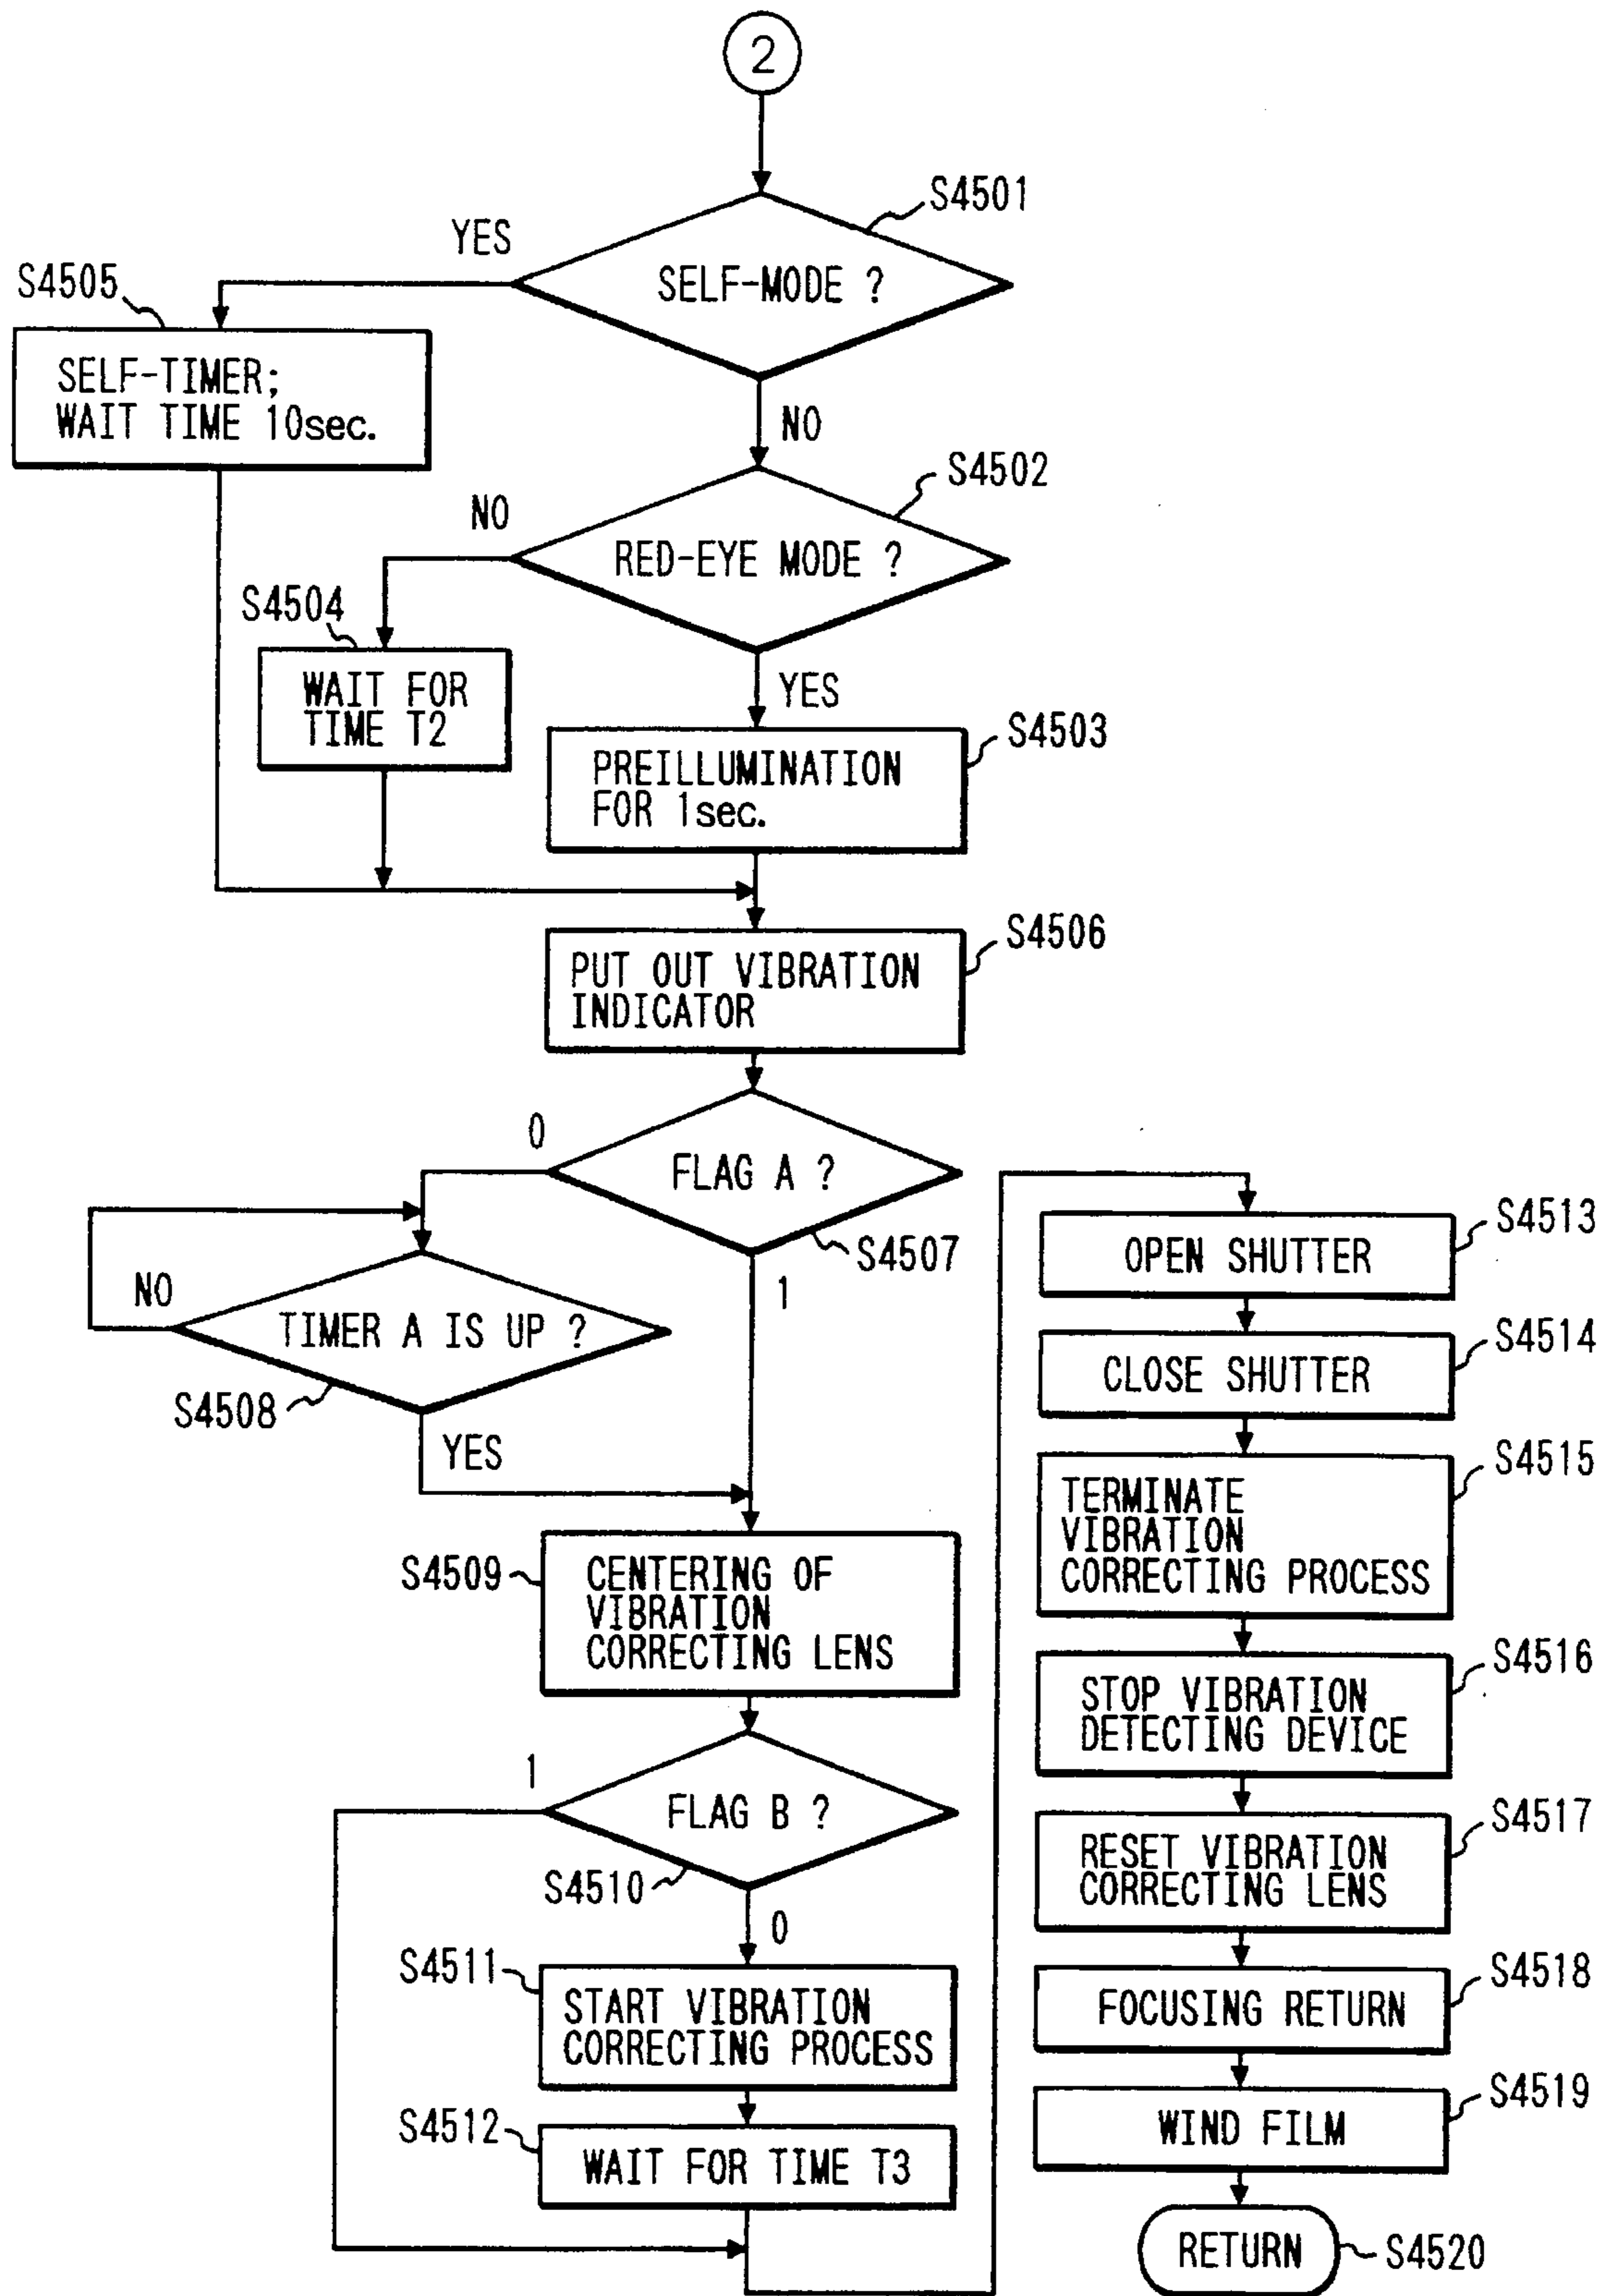 2
S4501
YES
SELF-MODE ?
S4505
SELF-TIMER;
WAIT TIME 10sec.
NO
S4502
NO
RED-EYE MODE ?
S4504
WAIT FOR
TIME T2
YES
S4503
PREILLUMINATION
FOR 1sec.
S4506
PUT OUT VIBRATION
INDICATOR
0
FLAG A ?
S4507
1
NO
TIMER A IS UP ?
S4508
YES
S4509
CENTERING OF
VIBRATION
CORRECTING LENS
1
FLAG B ?
S4510
0
S4511
START VIBRATION
CORRECTING PROCESS
S4512
WAIT FOR TIME T3
S4513
OPEN SHUTTER
S4514
CLOSE SHUTTER
S4515
TERMINATE
VIBRATION
CORRECTING PROCESS
S4516
STOP VIBRATION
DETECTING DEVICE
S4517
RESET VIBRATION
CORRECTING LENS
S4518
FOCUSING RETURN
S4519
WIND FILM
RETURN
S4520